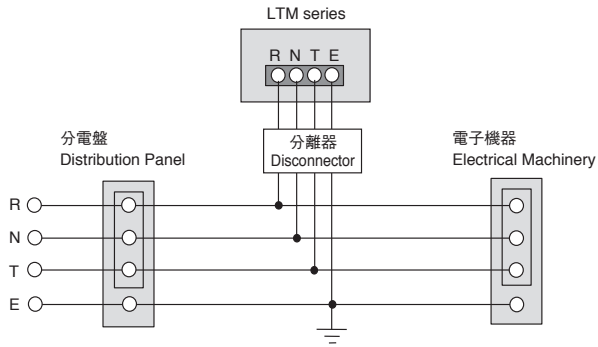 LTM series
R N T E
分離器
Disconnector
分電盤
Distribution Panel
電子機器
Electrical Machinery
R
N
T
E